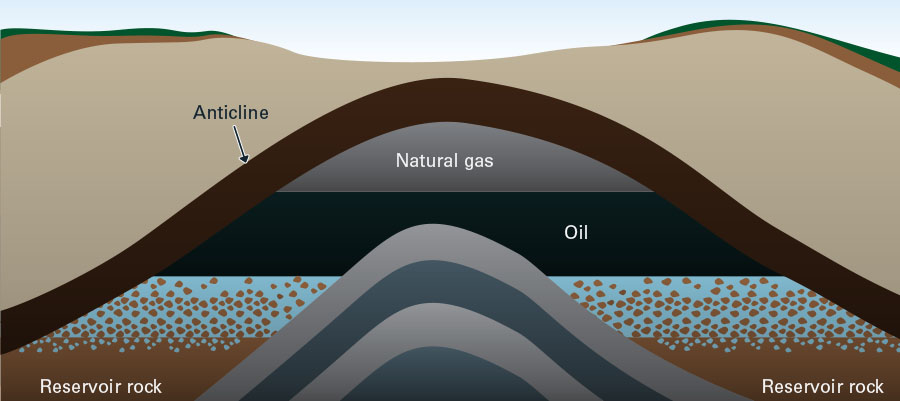 Anticline
Natural gas
Oil
Reservoir rock
Reservoir rock